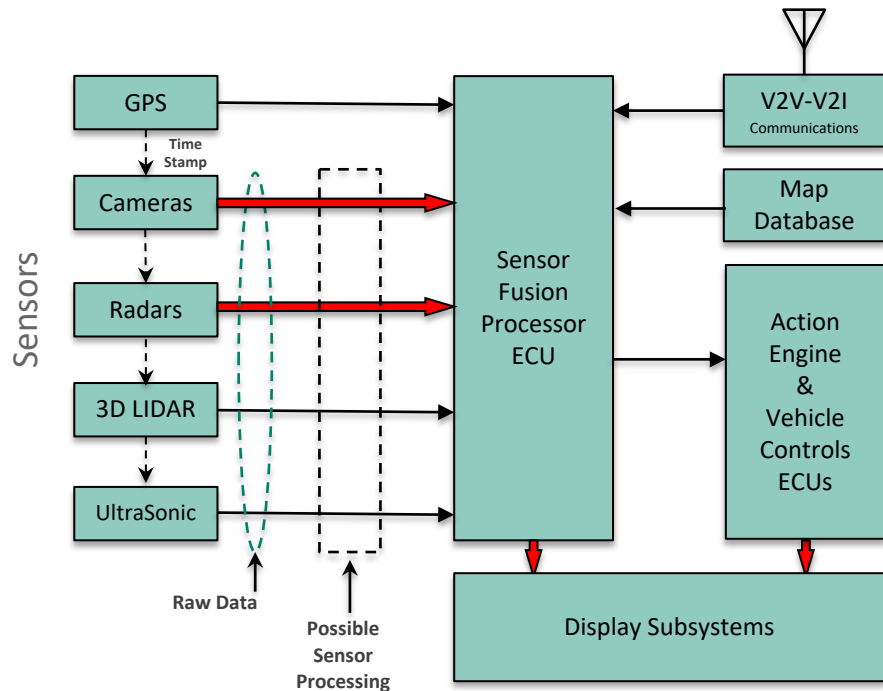 Sensors
GPS
Time
Stamp
Cameras
Radars
3D LIDAR
UltraSonic
Raw Data
Possible
Sensor
Processing
Sensor
Fusion
Processor
ECU
V2V-V2I
Communications
Map
Database
Action
Engine
&
Vehicle
Controls
ECUs
Display Subsystems